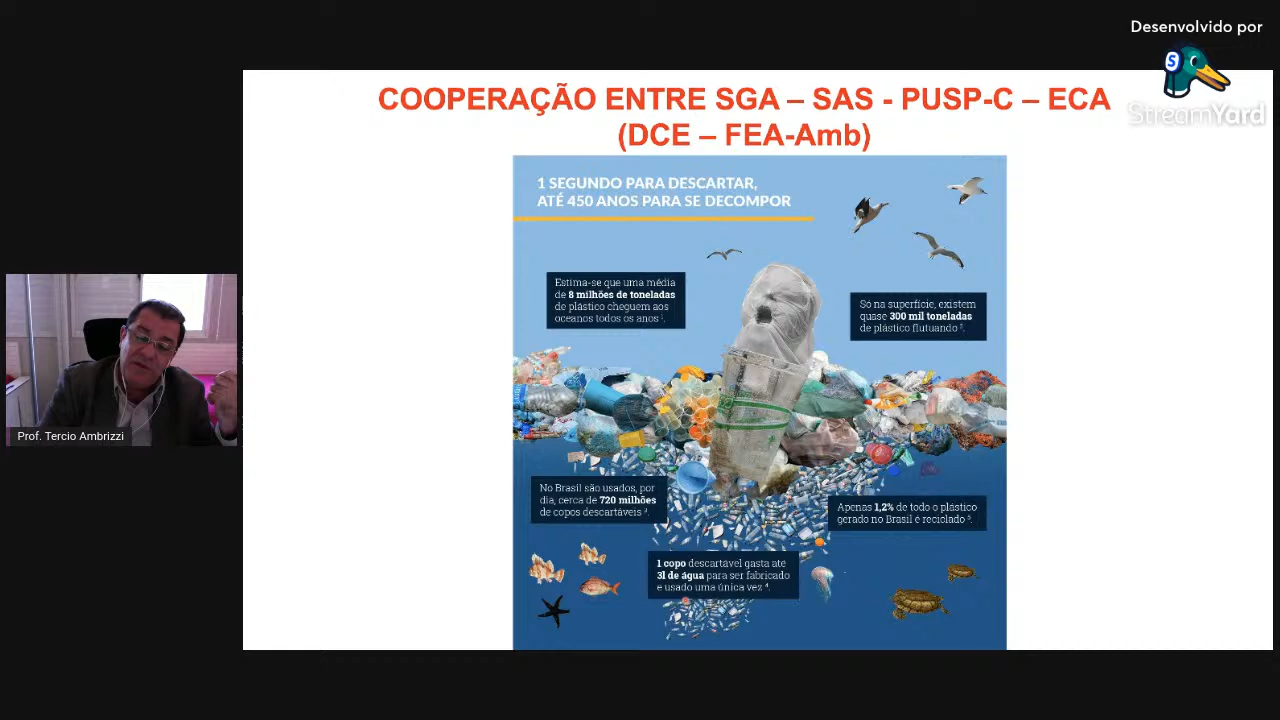 Desenvolvido por
S
StreamYard
COOPERAÇÃO ENTRE SGA – SAS - PUSP-C – ECA
(DCE – FEA-Amb)
1 SEGUNDO PARA DESCARTAR,
ATÉ 450 ANOS PARA SE DECOMPOR
Estima-se que uma média
de 8 milhões de toneladas
de plástico cheguem aos
oceanos todos os anos ¹.
Só na superfície, existem
quase 300 mil toneladas
de plástico flutuando ².
Prof. Tercio Ambrizzi
No Brasil são usados, por
dia, cerca de 720 milhões
de copos descartáveis ³.
Apenas 1,2% de todo o plástico
gerado no Brasil é reciclado ⁵.
1 copo descartável gasta até
3l de água para ser fabricado
e usado uma única vez ⁴.